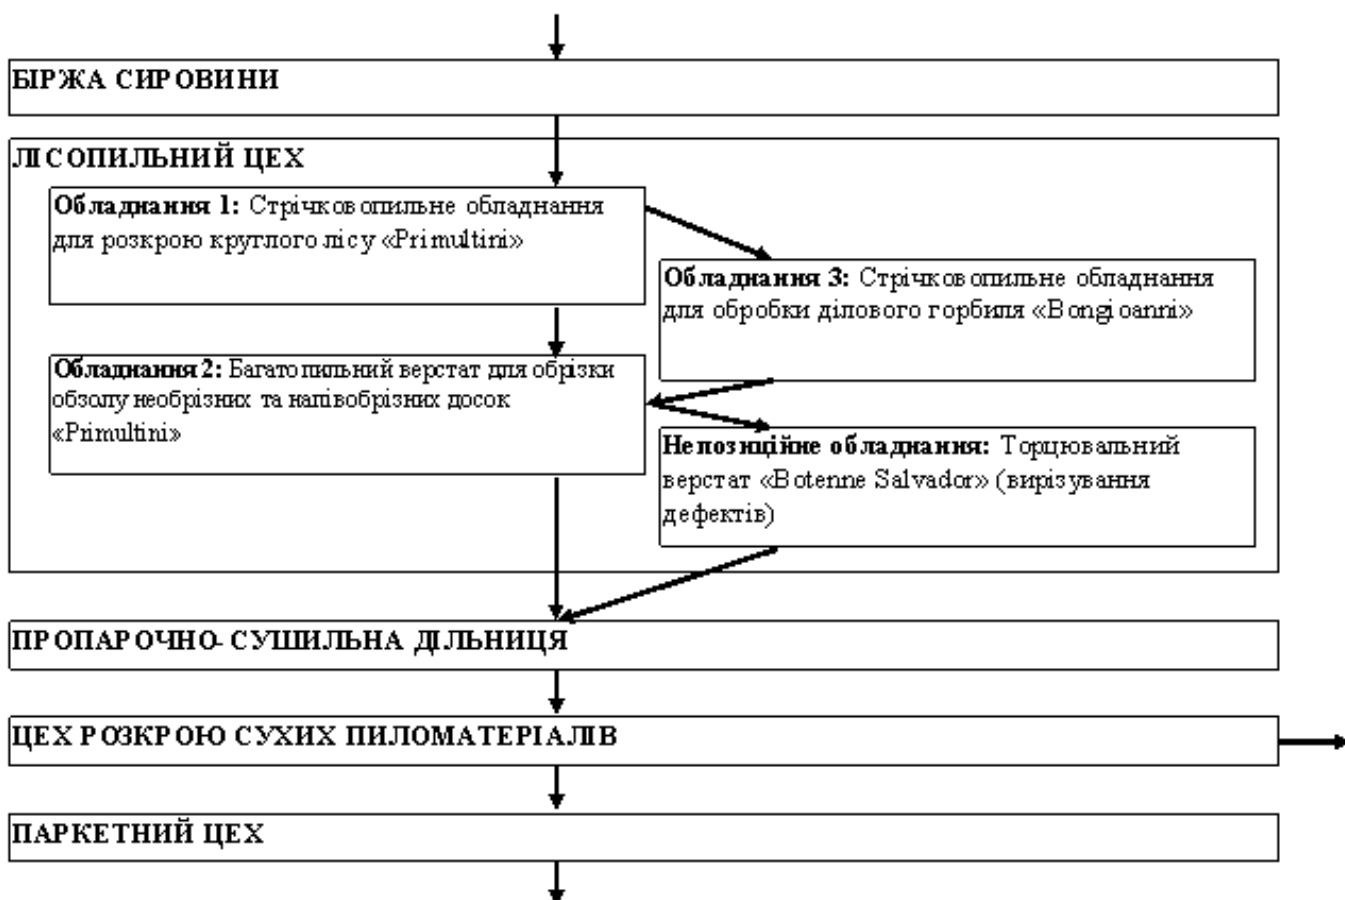 БІРЖА СИРОВИНИ
ЛІСОПИЛЬНИЙ ЦЕХ
Обладнання 1: Стрічковопильне обладнання
для розкрою круглого лісу «Primultini»
Обладнання 3: Стрічковопильне обладнання
для обробки ділового горбиля «Bongioanni»
Обладнання 2: Багатопильний верстат для обрізки
обзолу необрізних та напівобрізних досок
«Primultini»
Непозиційне обладнання: Торцювальний
верстат «Botenne Salvador» (вирізування
дефектів)
ПРОПАРОЧНО-СУШИЛЬНА ДІЛЬНИЦЯ
ЦЕХ РОЗКРОЮ СУХИХ ПИЛОМАТЕРІАЛІВ
ПАРКЕТНИЙ ЦЕХ